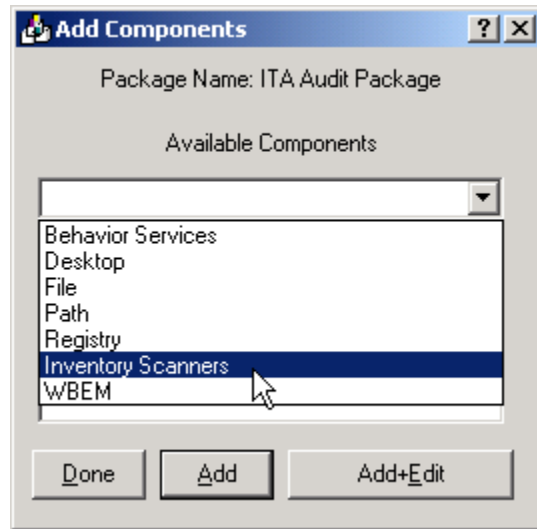 Add Components
Package Name: ITA Audit Package
Available Components
Behavior Services
Desktop
File
Path
Registry
Inventory Scanners
WBEM
Done Add Add+Edit